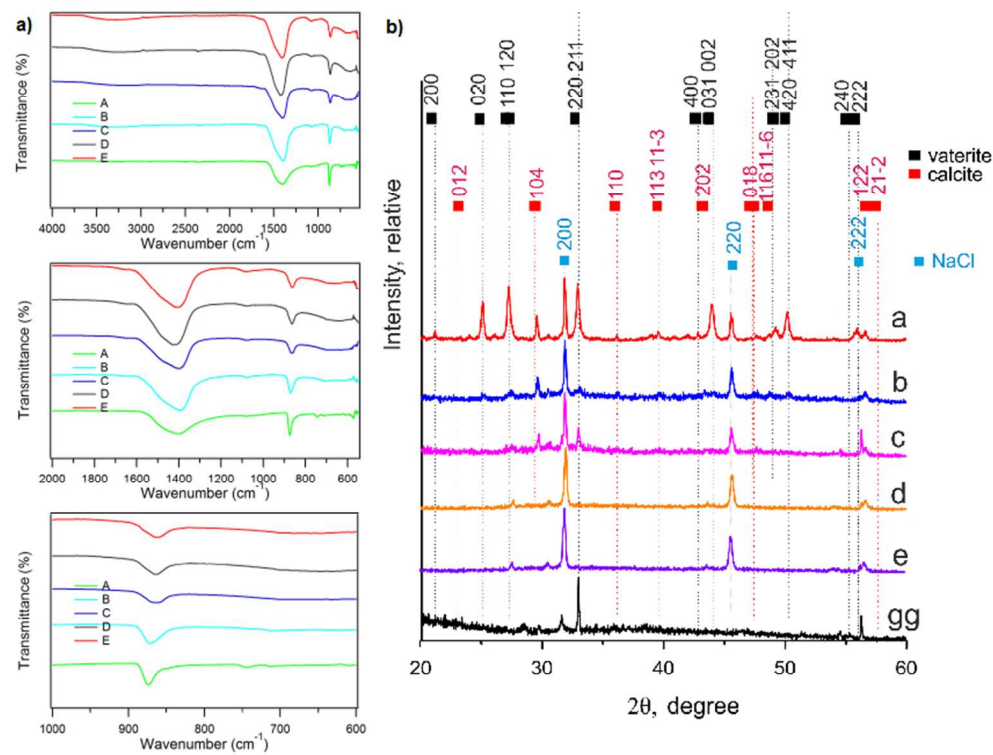 a)
Transmittance (%)
A
B
C
D
E
4000 3500 3000 2500 2000 1500 1000
Wavenumber (cm-1)
Transmittance (%)
A
B
C
D
E
2000 1800 1600 1400 1200 1000 800 600
Wavenumber (cm-1)
Transmittance (%)
A
B
C
D
E
1000 900 800 700 600
Wavenumber (cm-1)
b)
200 020 110 120 220 211 400 031 002 231 202 420 411 240 222
vaterite
calcite
012 104 110 113 11-3 202 018 116 11-6 122 21-2
200 220 222
NaCl
Intensity, relative
a
b
c
d
e
gg
20 30 40 50 60
2θ, degree